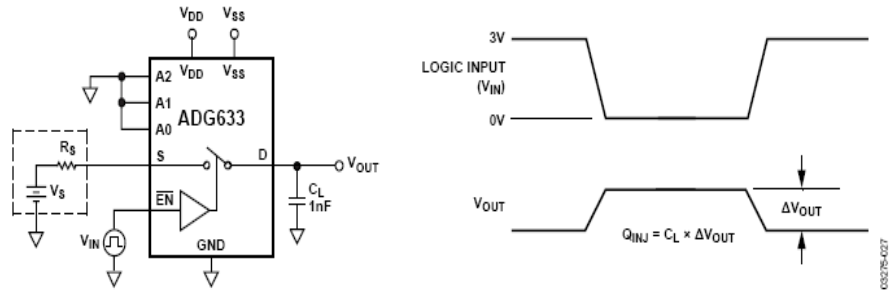 VDD VSS
VDD VSS
A2
A1
A0
ADG633
RS
S
D
VOUT
VS
EN
CL
1nF
VIN
GND
3V
LOGIC INPUT
(VIN)
0V
VOUT
ΔVOUT
QINJ = CL × ΔVOUT
03275-027